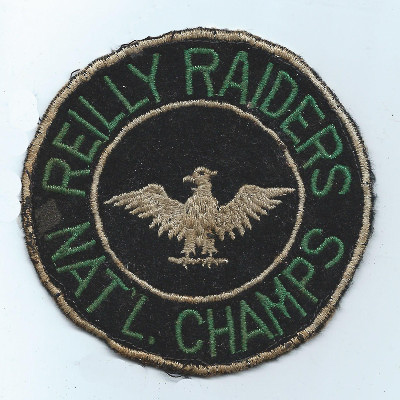 REILLY RAIDERS
NAT'L. CHAMPS